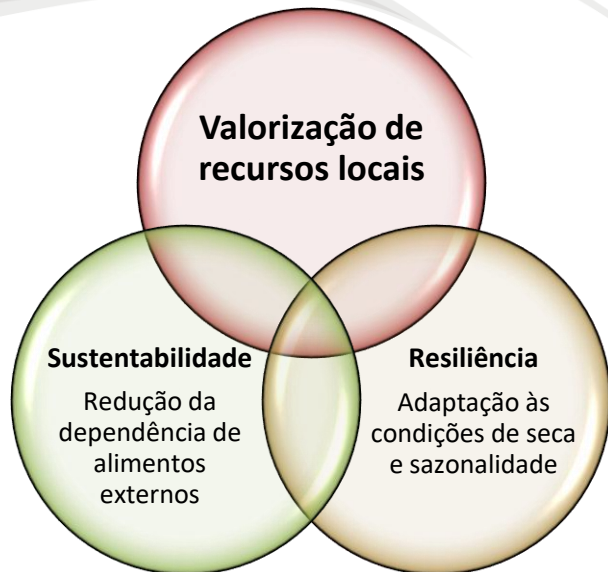 Valorização de
recursos locais
Sustentabilidade
Redução da
dependência de
alimentos
externos
Resiliência
Adaptação às
condições de seca
e sazonalidade